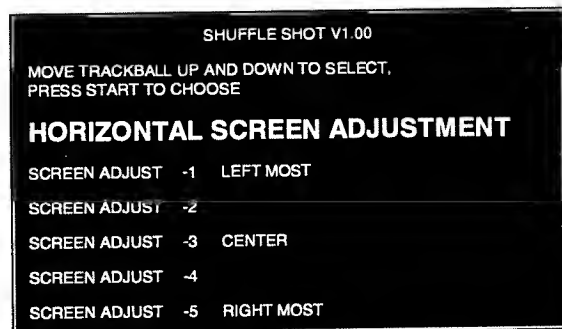 SHUFFLE SHOT V1.00
MOVE TRACKBALL UP AND DOWN TO SELECT,
PRESS START TO CHOOSE
HORIZONTAL SCREEN ADJUSTMENT
SCREEN ADJUST -1 LEFT MOST
SCREEN ADJUST -2
SCREEN ADJUST -3 CENTER
SCREEN ADJUST -4
SCREEN ADJUST -5 RIGHT MOST